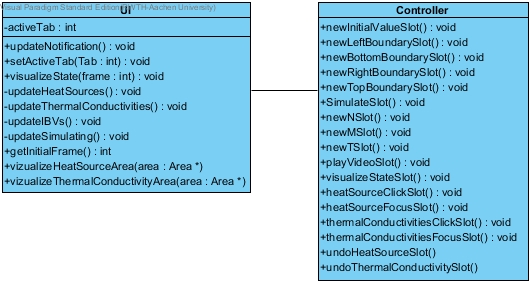 Visual Paradigm Standard Edition(RWTH-Aachen University)
UI
-activeTab : int
+updateNotification() : void
+setActiveTab(Tab : int) : void
+visualizeState(frame : int) : void
-updateHeatSources() : void
-updateThermalConductivities() : void
-updateIBVs() : void
-updateSimulating() : void
+getInitialFrame() : int
+vizualizeHeatSourceArea(area : Area *)
-vizualizeThermalConductivityArea(area : Area *)
Controller
+newInitialValueSlot() : void
+newLeftBoundarySlot() : void
+newBottomBoundarySlot() : void
+newRightBoundarySlot() : void
+newTopBoundarySlot() : void
+SimulateSlot() : void
+newNSlot() : void
+newMSlot() : void
+newTSlot() : void
+playVideoSlot() : void
+visualizeStateSlot() : void
+heatSourceClickSlot() : void
+heatSourceFocusSlot() : void
+thermalConductivitiesClickSlot() : void
+thermalConductivitiesFocusSlot() : void
+undoHeatSourceSlot()
+undoThermalConductivitySlot()